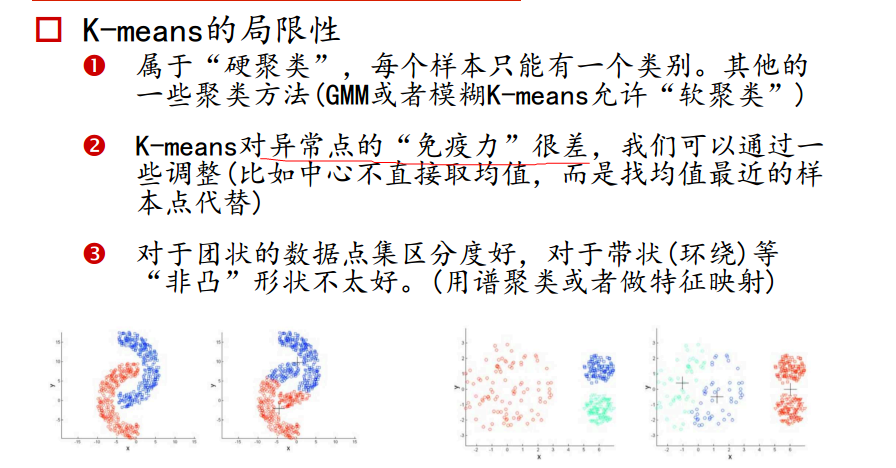 K-means的局限性
❶ 属于“硬聚类”，每个样本只能有一个类别。其他的
一些聚类方法(GMM或者模糊K-means允许“软聚类”)
❷ K-means对异常点的“免疫力”很差，我们可以通过一
些调整(比如中心不直接取均值，而是找均值最近的样
本点代替)
❸ 对于团状的数据点集区分度好，对于带状(环绕)等
“非凸”形状不太好。(用谱聚类或者做特征映射)